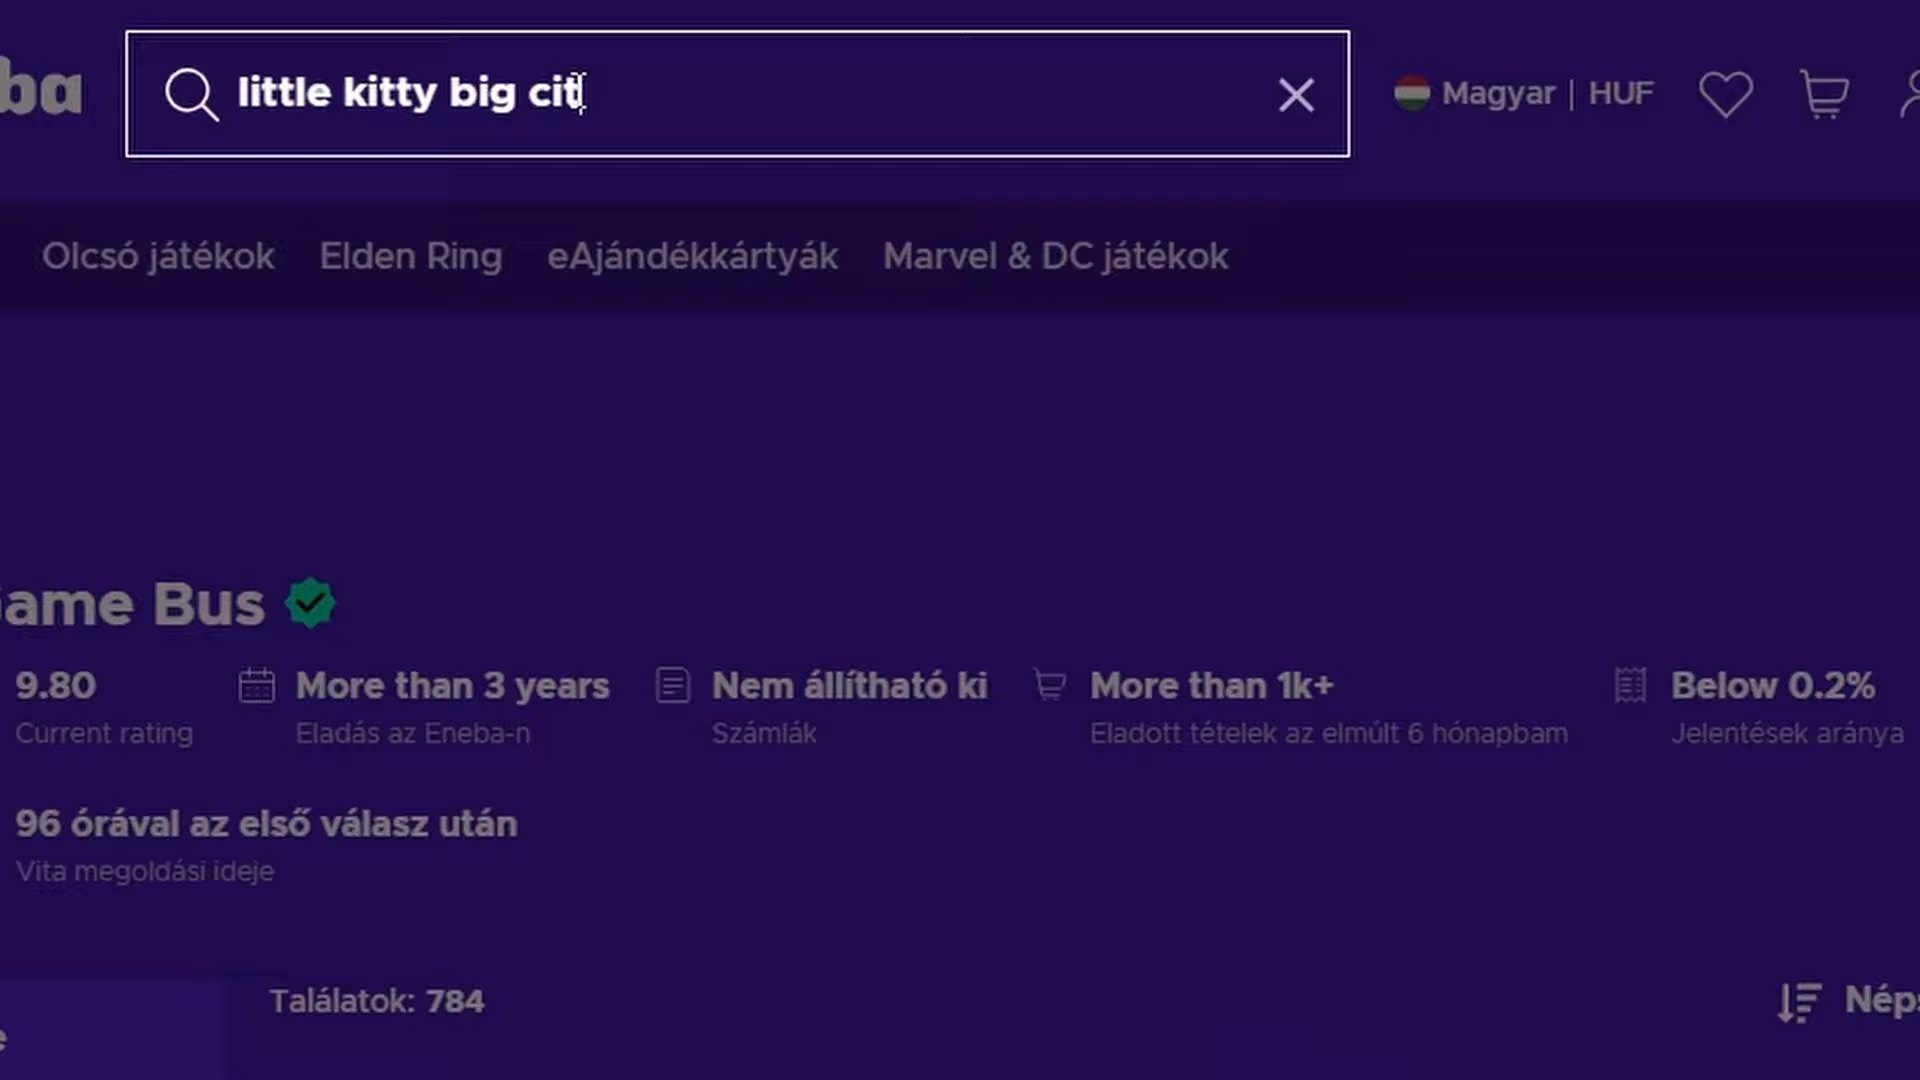 ba
little kitty big cit
Magyar | HUF
Olcsó játékok Elden Ring eAjándékkártyák Marvel & DC játékok
Game Bus
9.80 More than 3 years Nem állítható ki More than 1k+ Below 0.2%
Current rating Eladás az Eneba-n Számlák Eladott tételek az elmúlt 6 hónapbam Jelentések aránya
96 órával az első válasz után
Vita megoldási ideje
Találatok: 784
Néps
e